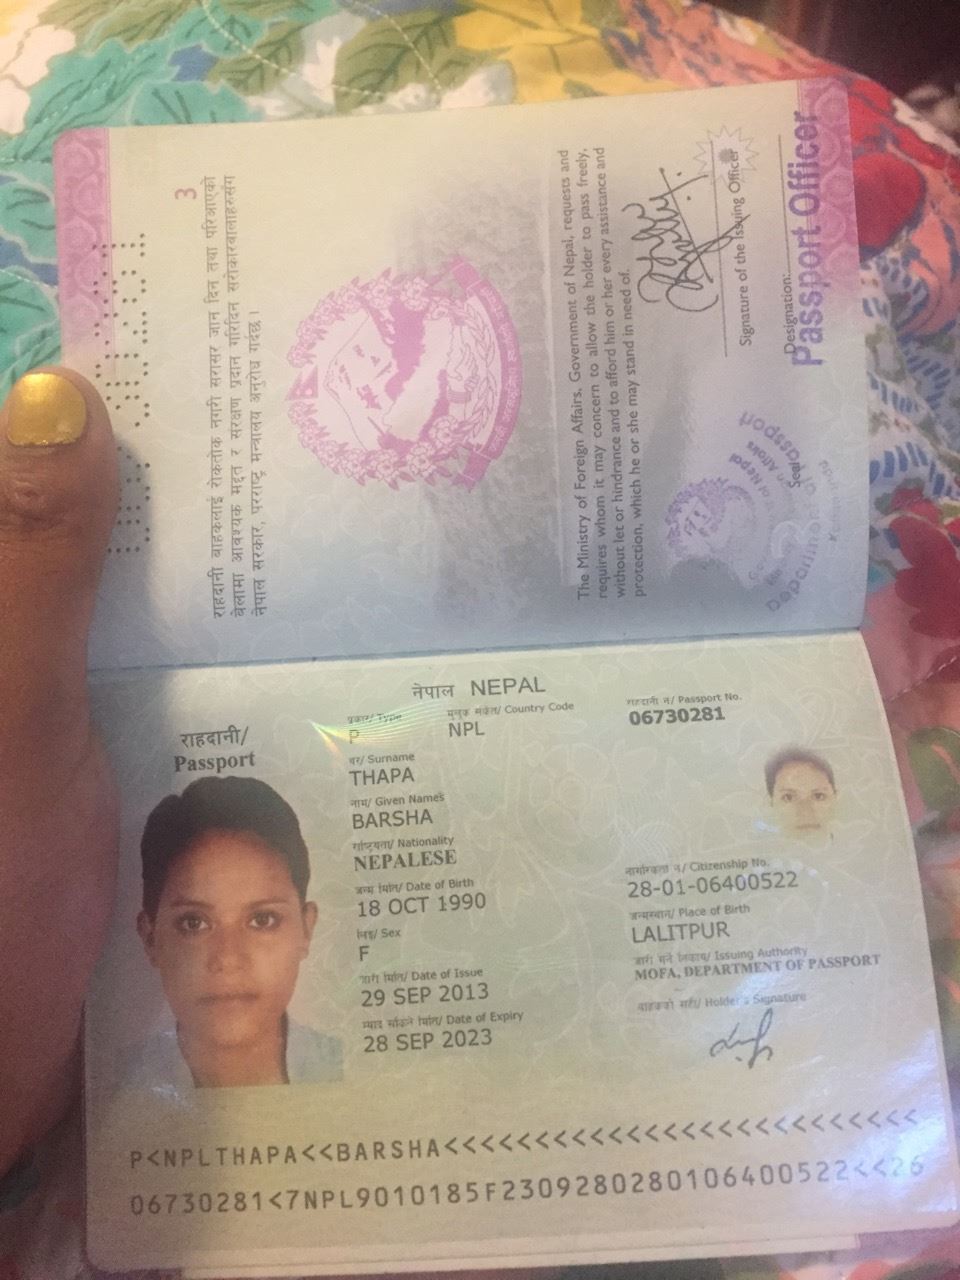 3
राहदानी बाहकलाई रोकतोक नगरी सरासर जान दिन तथा परिआएको
बेलामा आवश्यक मद्दत र संरक्षण प्रदान गरिदिन सरोकारवालाहरुसंग
नेपाल सरकार, परराष्ट्र मन्त्रालय अनुरोध गर्दछ।
The Ministry of Foreign Affairs, Government of Nepal, requests and
requires whom it may concern to allow the holder to pass freely,
without let or hindrance and to afford him or her every assistance and
protection, which he or she may stand in need of.
Signature of the Issuing Officer
Designation:
Passport Officer
Seal
of Nepal
Passport
नेपाल NEPAL
राहदानी/
Passport
प्रकार/ Type
P
मुलुक संकेत/ Country Code
NPL
राहदानी नं/ Passport No.
06730281
थर/ Surname
THAPA
नाम/ Given Names
BARSHA
राष्ट्रियता/ Nationality
NEPALESE
जन्म मिति/ Date of Birth
18 OCT 1990
लिङ्ग/ Sex
F
जारी मिति/ Date of Issue
29 SEP 2013
म्याद सकिने मिति/ Date of Expiry
28 SEP 2023
नागरिकता नं/ Citizenship No.
28-01-06400522
जन्मस्थान/ Place of Birth
LALITPUR
जारी गर्ने निकाय/ Issuing Authority
MOFA, DEPARTMENT OF PASSPORT
बाहकको सही/ Holder's Signature
P<NPLTHAPA<<BARSHA<<<<<<<<<<<<<<<<<<<<<<<<<<
06730281<7NPL9010185F2309280280106400522<<26